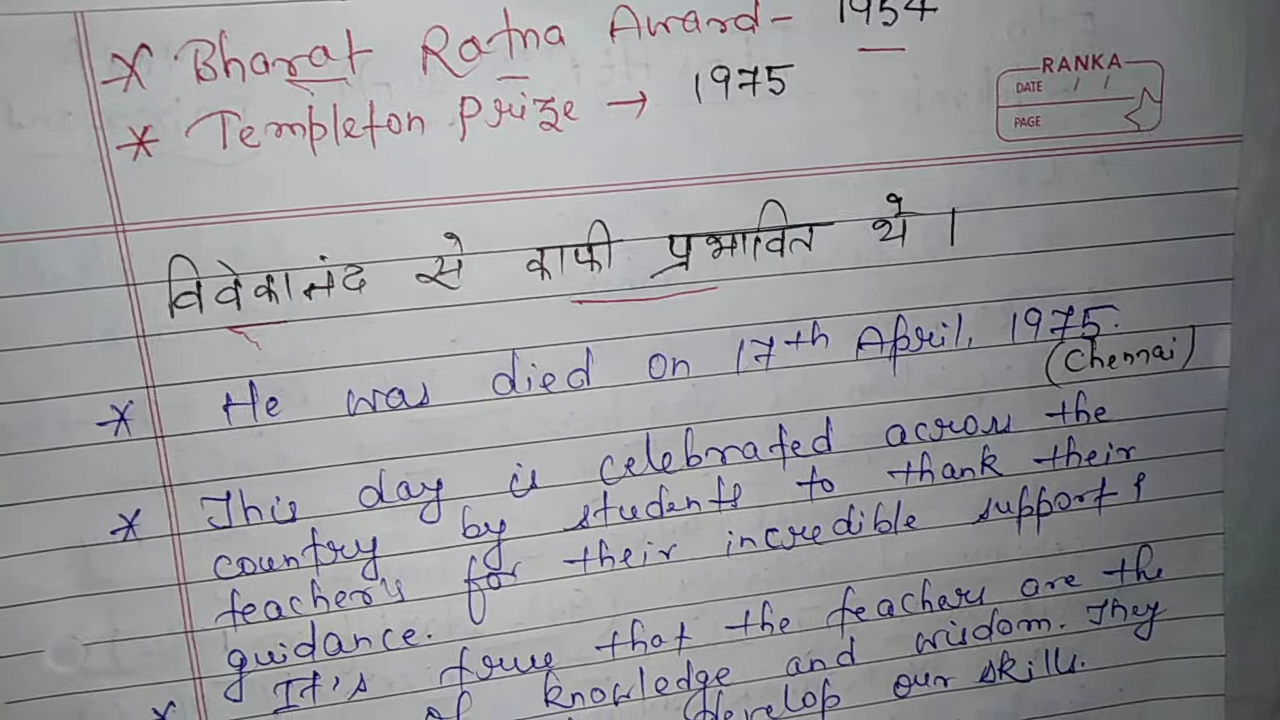 * Bharat Ratna Award - 1954
* Templeton Prize → 1975
RANKA
DATE / /
PAGE
विवेकानंद से काफी प्रभावित थे ।
* He was died on 17th April, 1975.
(Chennai)
* This day is celebrated across the
country by students to thank their
teacher's for their incredible support &
guidance.
* It's true that the teachers are the
of knowledge and wisdom. They
develop our skills.